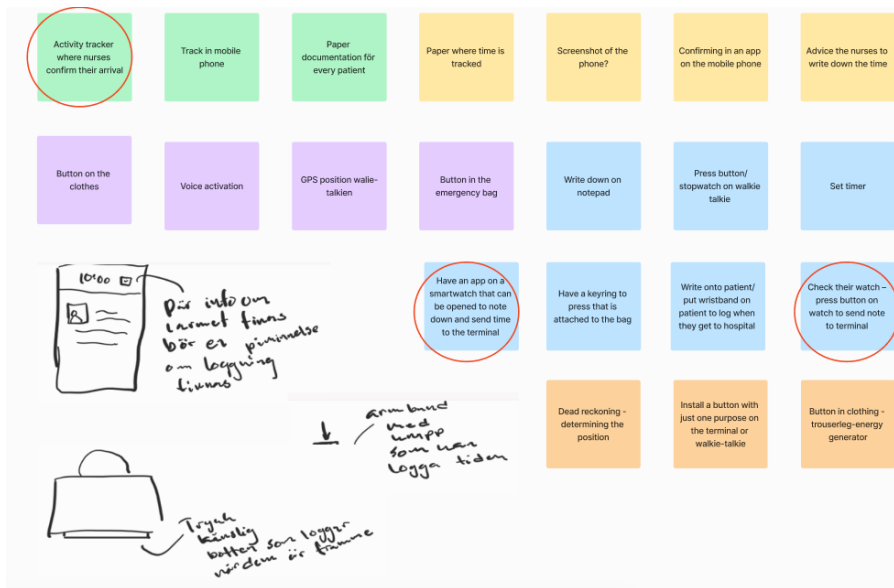 Activity tracker
where nurses
confirm their arrival
Track in mobile
phone
Paper
documentation för
every patient
Paper where time is
tracked
Screenshot of the
phone?
Confirming in an app
on the mobile phone
Advice the nurses to
write down the time
Button on the
clothes
Voice activation
GPS position walie-
talkien
Button in the
emergency bag
Write down on
notepad
Press button/
stopwatch on walkie
talkie
Set timer
10:00
Där info om
larmet finns
bör en påminnelse
om loggning
finnas
Have an app on a
smartwatch that can
be opened to note
down and send time
to the terminal
Have a keyring to
press that is
attached to the bag
Write onto patient/
put wristband on
patient to log when
they get to hospital
Check their watch –
press button on
watch to send note
to terminal
armband
med
knapp
som kan
logga tiden
Dead reckoning -
determining the
position
Install a button with
just one purpose on
the terminal or
walkie-talkie
Button in clothing -
trouserleg-energy
generator
Tryck
känslig
botten som loggar
när dem är framme